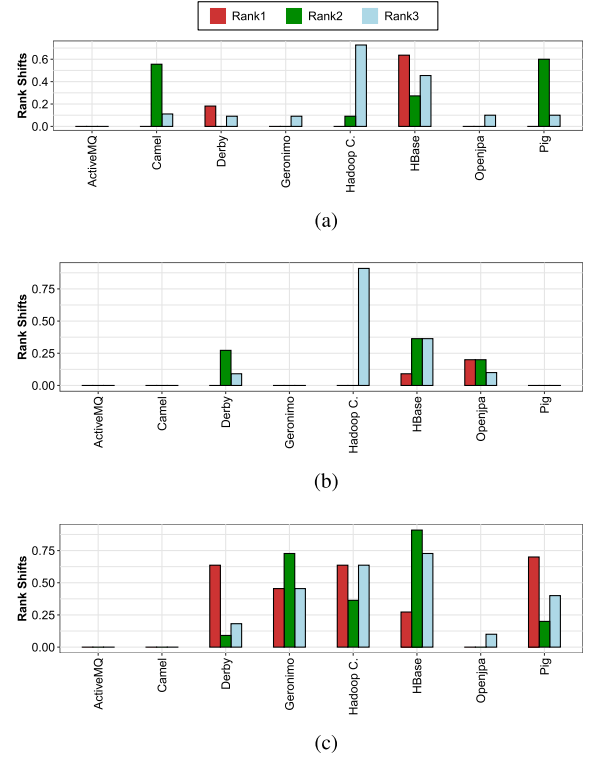 Rank1 Rank2 Rank3
Rank Shifts
0.6
0.4
0.2
0.0
ActiveMQ Camel Derby Geronimo Hadoop C. HBase Openjpa Pig
(a)
Rank Shifts
0.75
0.50
0.25
0.00
ActiveMQ Camel Derby Geronimo Hadoop C. HBase Openjpa Pig
(b)
Rank Shifts
0.75
0.50
0.25
0.00
ActiveMQ Camel Derby Geronimo Hadoop C. HBase Openjpa Pig
(c)